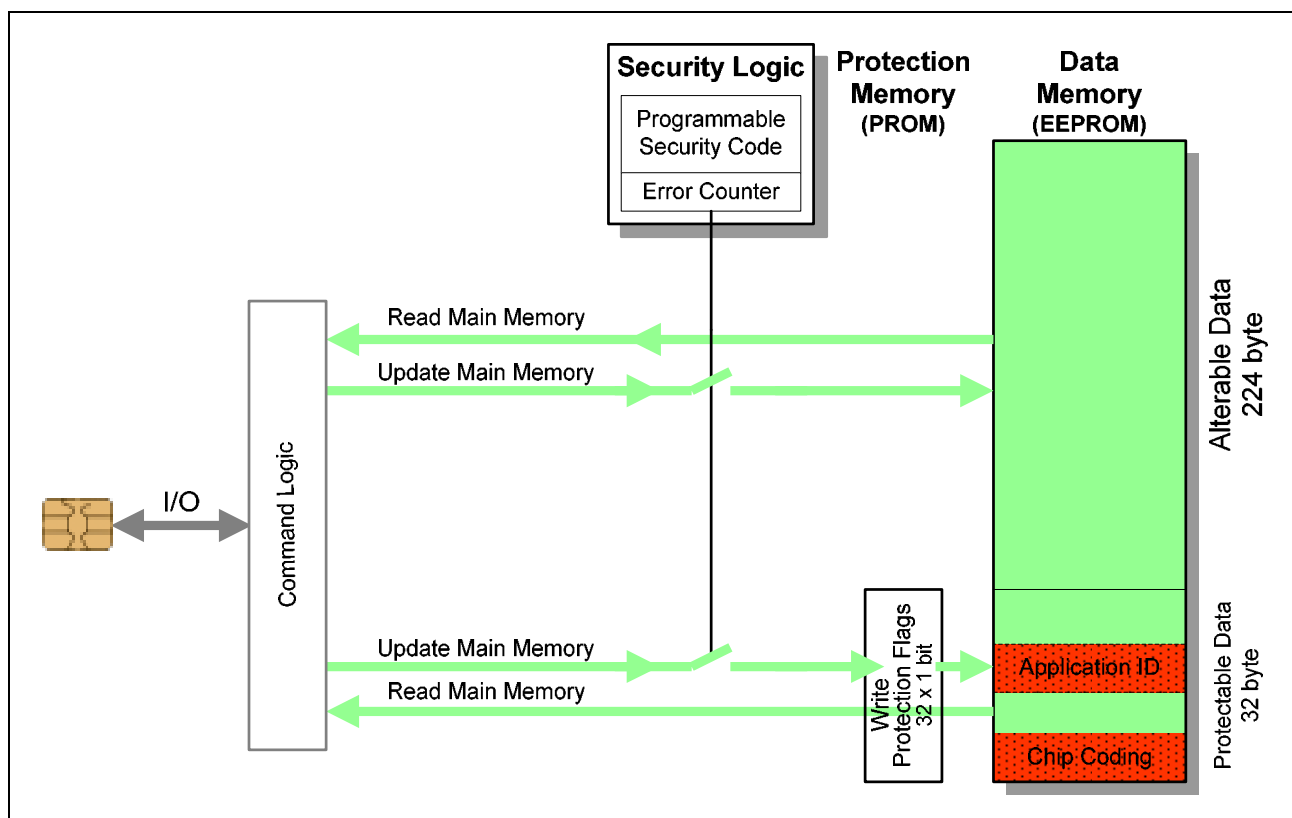 Security Logic
Programmable
Security Code
Error Counter
Protection
Memory
(PROM)
Data
Memory
(EEPROM)
Read Main Memory
Update Main Memory
Alterable Data
224 byte
I/O
Command Logic
Update Main Memory
Read Main Memory
Write
Protection Flags
32 x 1 bit
Application ID
Chip Coding
Protectable Data
32 byte